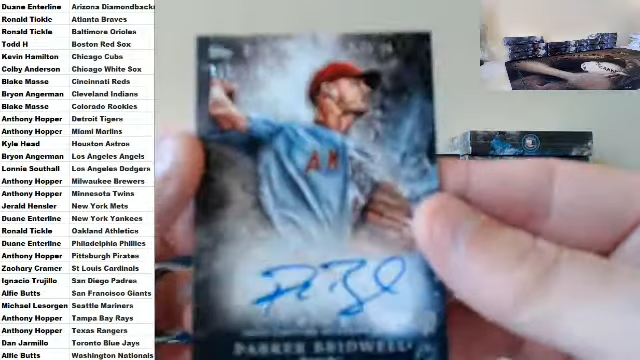 Duane Enterline Arizona Diamondbacks
Ronald Tickle Atlanta Braves
Ronald Tickle Baltimore Orioles
Todd H Boston Red Sox
Kevin Hamilton Chicago Cubs
Colby Anderson Chicago White Sox
Blake Masse Cincinnati Reds
Bryon Angerman Cleveland Indians
Blake Masse Colorado Rookies
Anthony Hopper Detroit Tigers
Anthony Hopper Miami Marlins
Kyle Head Houston Astros
Bryon Angerman Los Angeles Angels
Lonnie Southall Los Angeles Dodgers
Anthony Hopper Milwaukee Brewers
Anthony Hopper Minnesota Twins
Jerald Hensler New York Mets
Duane Enterline New York Yankees
Ronald Tickle Oakland Athletics
Duane Enterline Philadelphia Phillies
Anthony Hopper Pittsburgh Pirates
Zachary Cramer St Louis Cardinals
Ignacio Trujillo San Diego Padres
Alfie Butts San Francisco Giants
Michael Lesorgen Seattle Mariners
Anthony Hopper Tampa Bay Rays
Anthony Hopper Texas Rangers
Dan Jarmillo Toronto Blue Jays
Alfie Butts Washington Nationals
AN
PARKER BRIDWELL